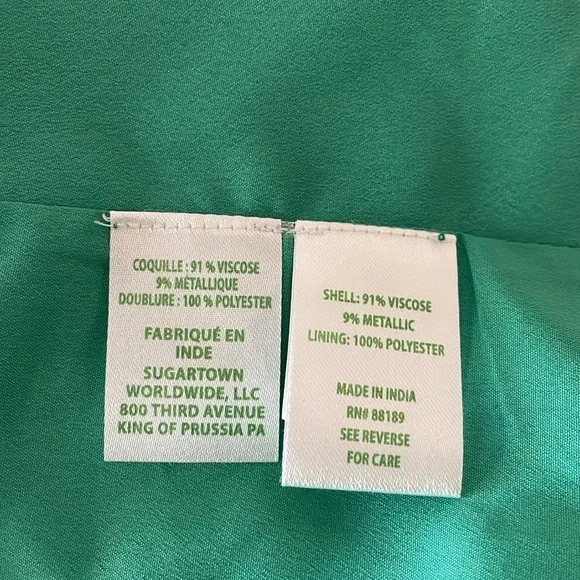 COQUILLE : 91 % VISCOSE
9% MÉTALLIQUE
DOUBLURE : 100 % POLYESTER
FABRIQUÉ EN
INDE
SUGARTOWN
WORLDWIDE, LLC
800 THIRD AVENUE
KING OF PRUSSIA PA
SHELL: 91% VISCOSE
9% METALLIC
LINING: 100% POLYESTER
MADE IN INDIA
RN# 88189
SEE REVERSE
FOR CARE